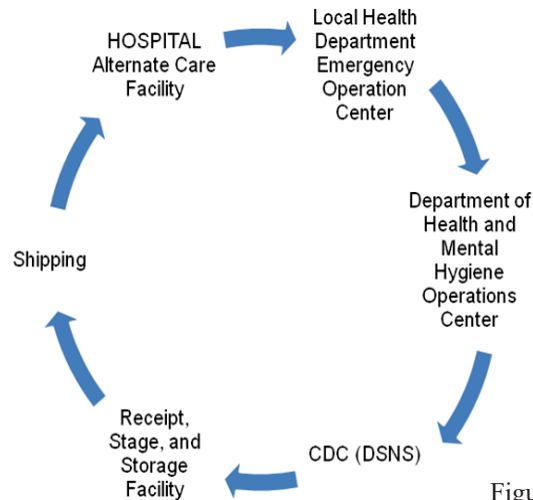 HOSPITAL
Alternate Care
Facility
Local Health
Department
Emergency
Operation
Center
Department of
Health and
Mental
Hygiene
Operations
Center
CDC (DSNS)
Receipt,
Stage, and
Storage
Facility
Shipping